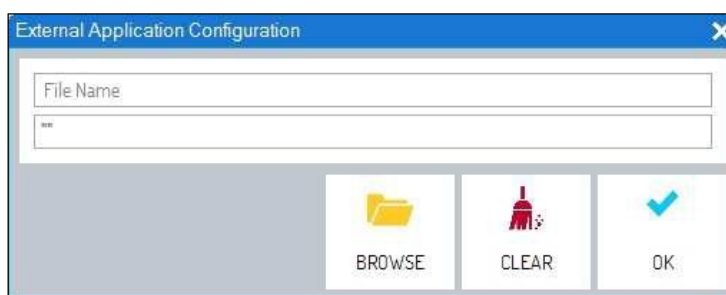 External Application Configuration
File Name
""
BROWSE CLEAR OK